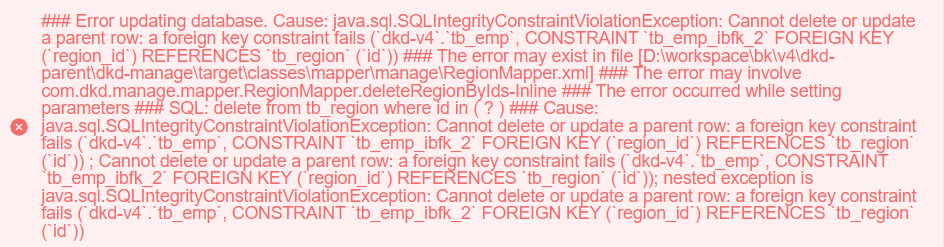 ### Error updating database. Cause: java.sql.SQLIntegrityConstraintViolationException: Cannot delete or update
a parent row: a foreign key constraint fails (`dkd-v4`.`tb_emp`, CONSTRAINT `tb_emp_ibfk_2` FOREIGN KEY
(`region_id`) REFERENCES `tb_region` (`id`)) ### The error may exist in file [D:\workspace\bk\v4\dkd-
parent\dkd-manage\target\classes\mapper\manage\RegionMapper.xml] ### The error may involve
com.dkd.manage.mapper.RegionMapper.deleteRegionByIds-Inline ### The error occurred while setting
parameters ### SQL: delete from tb_region where id in ( ? ) ### Cause:
java.sql.SQLIntegrityConstraintViolationException: Cannot delete or update a parent row: a foreign key constraint
fails (`dkd-v4`.`tb_emp`, CONSTRAINT `tb_emp_ibfk_2` FOREIGN KEY (`region_id`) REFERENCES `tb_region`
(`id`)) ; Cannot delete or update a parent row: a foreign key constraint fails (`dkd-v4`.`tb_emp`, CONSTRAINT
`tb_emp_ibfk_2` FOREIGN KEY (`region_id`) REFERENCES `tb_region` (`id`)); nested exception is
java.sql.SQLIntegrityConstraintViolationException: Cannot delete or update a parent row: a foreign key constraint
fails (`dkd-v4`.`tb_emp`, CONSTRAINT `tb_emp_ibfk_2` FOREIGN KEY (`region_id`) REFERENCES `tb_region`
(`id`))